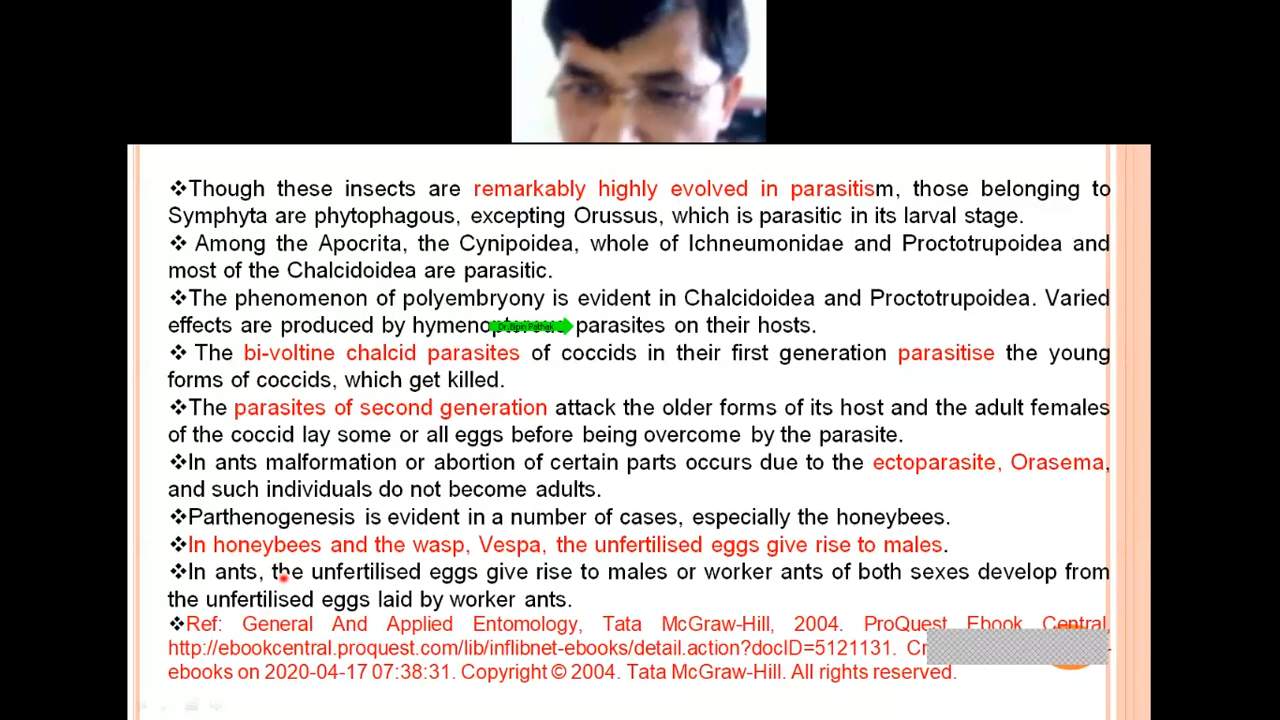 ❖Though these insects are remarkably highly evolved in parasitism, those belonging to
Symphyta are phytophagous, excepting Orussus, which is parasitic in its larval stage.
❖ Among the Apocrita, the Cynipoidea, whole of Ichneumonidae and Proctotrupoidea and
most of the Chalcidoidea are parasitic.
❖The phenomenon of polyembryony is evident in Chalcidoidea and Proctotrupoidea. Varied
effects are produced by parasites on their hosts.
Dr. Bipin Pathak
❖ The bi-voltine chalcid parasites of coccids in their first generation parasitise the young
forms of coccids, which get killed.
❖The parasites of second generation attack the older forms of its host and the adult females
of the coccid lay some or all eggs before being overcome by the parasite.
❖In ants malformation or abortion of certain parts occurs due to the ectoparasite, Orasema,
and such individuals do not become adults.
❖Parthenogenesis is evident in a number of cases, especially the honeybees.
❖In honeybees and the wasp, Vespa, the unfertilised eggs give rise to males.
❖In ants, the unfertilised eggs give rise to males or worker ants of both sexes develop from
the unfertilised eggs laid by worker ants.
❖Ref: General And Applied Entomology, Tata McGraw-Hill, 2004. ProQuest Ebook Central,
http://ebookcentral.proquest.com/lib/inflibnet-ebooks/detail.action?docID=5121131.
ebooks on 2020-04-17 07:38:31. Copyright © 2004. Tata McGraw-Hill. All rights reserved.